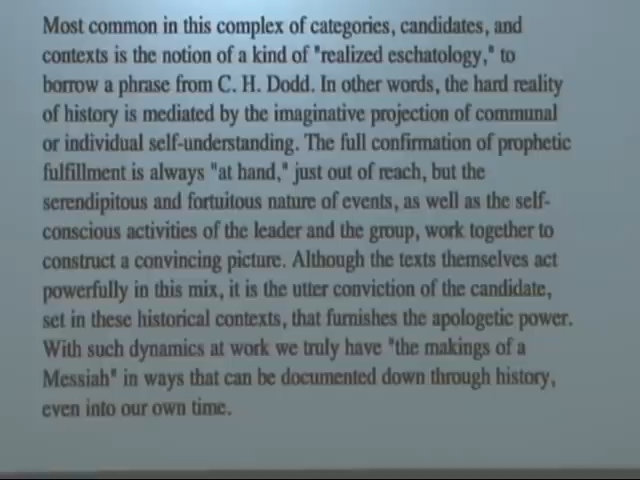 Most common in this complex of categories, candidates, and
contexts is the notion of a kind of "realized eschatology," to
borrow a phrase from C. H. Dodd. In other words, the hard reality
of history is mediated by the imaginative projection of communal
or individual self-understanding. The full confirmation of prophetic
fulfillment is always "at hand," just out of reach, but the
serendipitous and fortuitous nature of events, as well as the self-
conscious activities of the leader and the group, work together to
construct a convincing picture. Although the texts themselves act
powerfully in this mix, it is the utter conviction of the candidate,
set in these historical contexts, that furnishes the apologetic power.
With such dynamics at work we truly have "the makings of a
Messiah" in ways that can be documented down through history,
even into our own time.